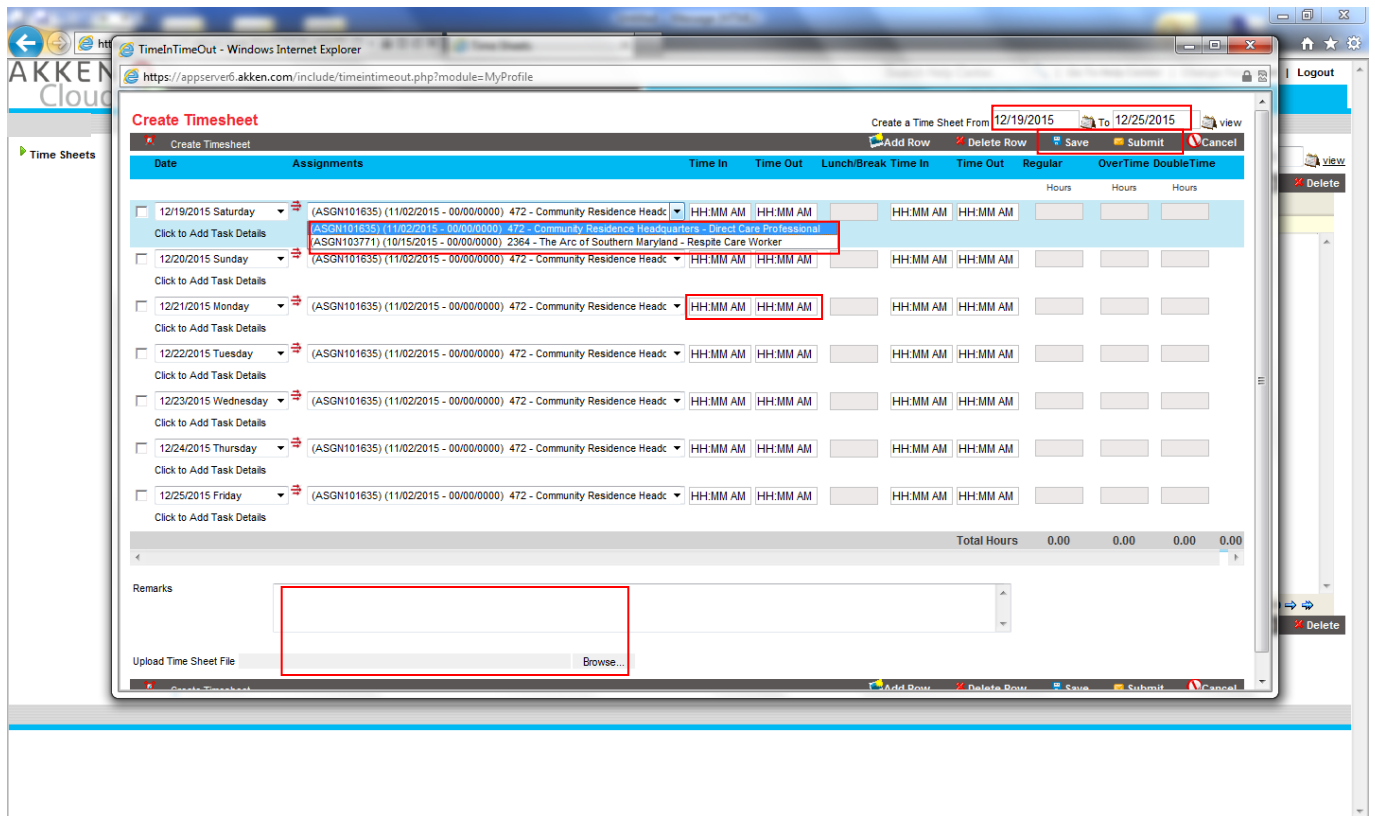 TimeInTimeOut - Windows Internet Explorer
https://appserver6.akken.com/include/timeintimeout.php?module=MyProfile
AKKEN
Cloud
| Logout
Time Sheets
view
Delete
Create Timesheet
Create a Time Sheet From 12/19/2015 To 12/25/2015 view
Create Timesheet Add Row Delete Row Save Submit Cancel
Date Assignments Time In Time Out Lunch/Break Time In Time Out Regular OverTime DoubleTime
Hours Hours Hours
12/19/2015 Saturday (ASGN101635) (11/02/2015 - 00/00/0000) 472 - Community Residence Headc HH:MM AM HH:MM AM HH:MM AM HH:MM AM
Click to Add Task Details
(ASGN101635) (11/02/2015 - 00/00/0000) 472 - Community Residence Headquarters - Direct Care Professional
(ASGN103771) (10/15/2015 - 00/00/0000) 2364 - The Arc of Southern Maryland - Respite Care Worker
12/20/2015 Sunday (ASGN101635) (11/02/2015 - 00/00/0000) 472 - Community Residence Headc HH:MM AM HH:MM AM HH:MM AM HH:MM AM
Click to Add Task Details
12/21/2015 Monday (ASGN101635) (11/02/2015 - 00/00/0000) 472 - Community Residence Headc HH:MM AM HH:MM AM HH:MM AM HH:MM AM
Click to Add Task Details
12/22/2015 Tuesday (ASGN101635) (11/02/2015 - 00/00/0000) 472 - Community Residence Headc HH:MM AM HH:MM AM HH:MM AM HH:MM AM
Click to Add Task Details
12/23/2015 Wednesday (ASGN101635) (11/02/2015 - 00/00/0000) 472 - Community Residence Headc HH:MM AM HH:MM AM HH:MM AM HH:MM AM
Click to Add Task Details
12/24/2015 Thursday (ASGN101635) (11/02/2015 - 00/00/0000) 472 - Community Residence Headc HH:MM AM HH:MM AM HH:MM AM HH:MM AM
Click to Add Task Details
12/25/2015 Friday (ASGN101635) (11/02/2015 - 00/00/0000) 472 - Community Residence Headc HH:MM AM HH:MM AM HH:MM AM HH:MM AM
Click to Add Task Details
Total Hours 0.00 0.00 0.00 0.00
Remarks
Upload Time Sheet File Browse...
Create Timesheet Add Row Delete Row Save Submit Cancel
Delete